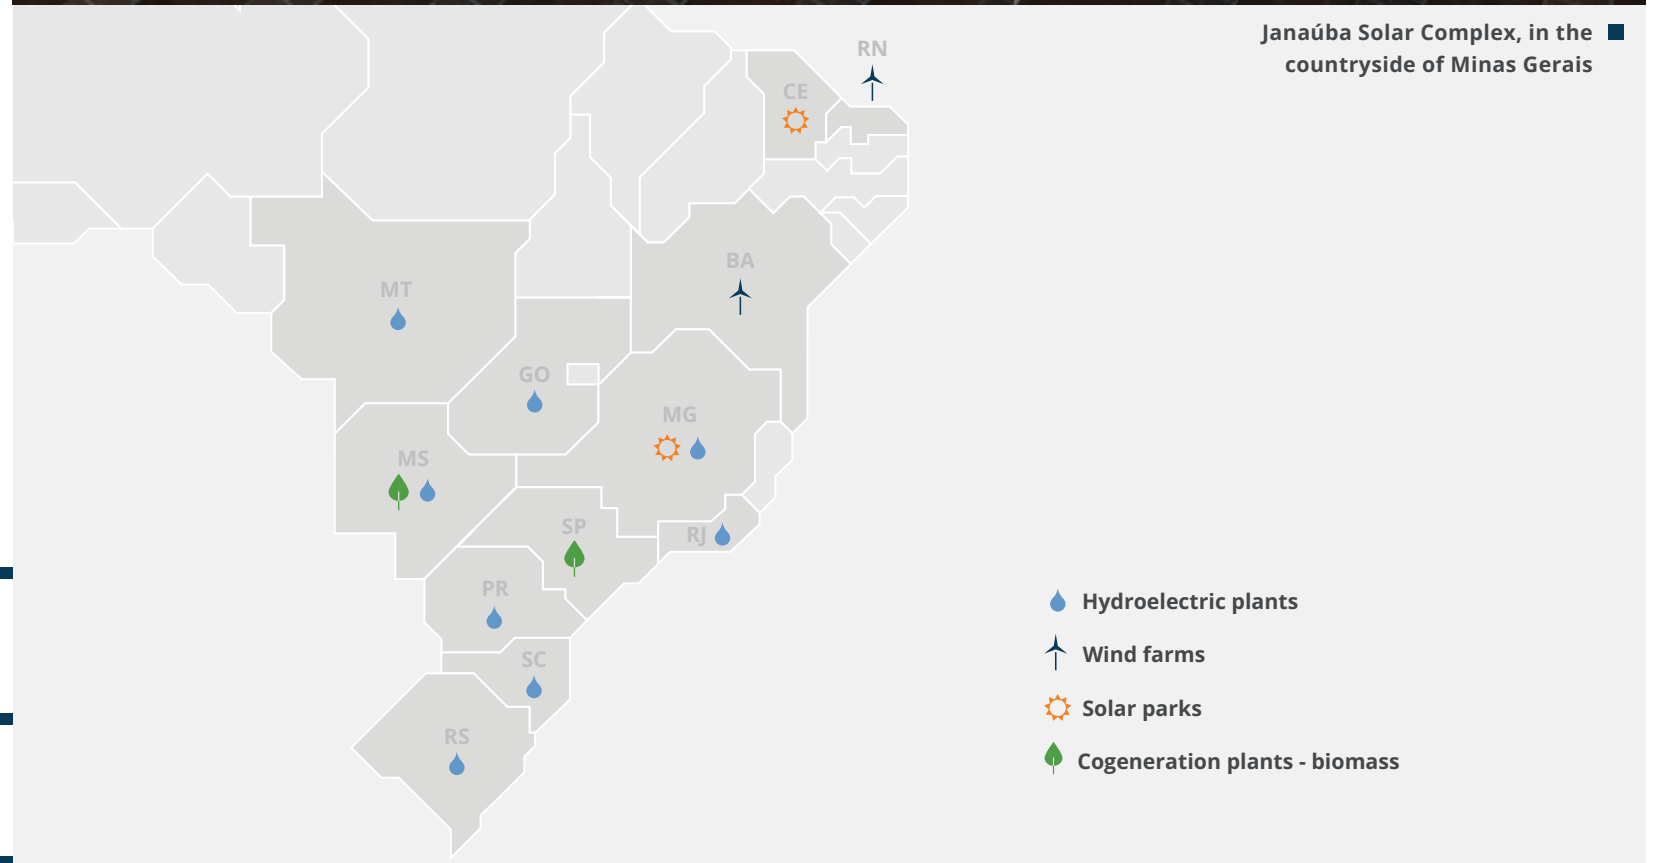 Janaúba Solar Complex, in the
countryside of Minas Gerais
RN
CE
BA
MT
GO
MG
MS
SP
RJ
PR
SC
RS
Hydroelectric plants
Wind farms
Solar parks
Cogeneration plants - biomass